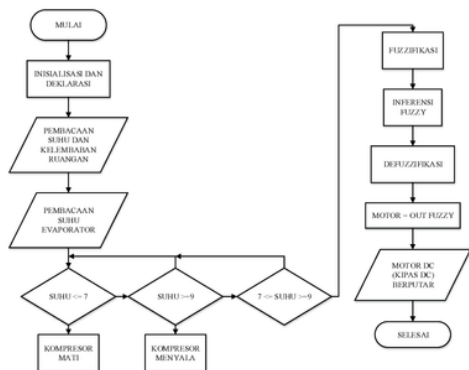 MULAI
INISIALISASI DAN
DEKLARASI
PEMBACAAN
SUHU DAN
KELEMBABAN
RUANGAN
PEMBACAAN
SUHU
EVAPORATOR
SUHU <= 7
SUHU >=9
7 <= SUHU >=9
KOMPRESOR
MATI
KOMPRESOR
MENYALA
FUZZIFIKASI
INFERENSI
FUZZY
DEFUZZIFIKASI
MOTOR = OUT FUZZY
MOTOR DC
(KIPAS DC)
BERPUTAR
SELESAI